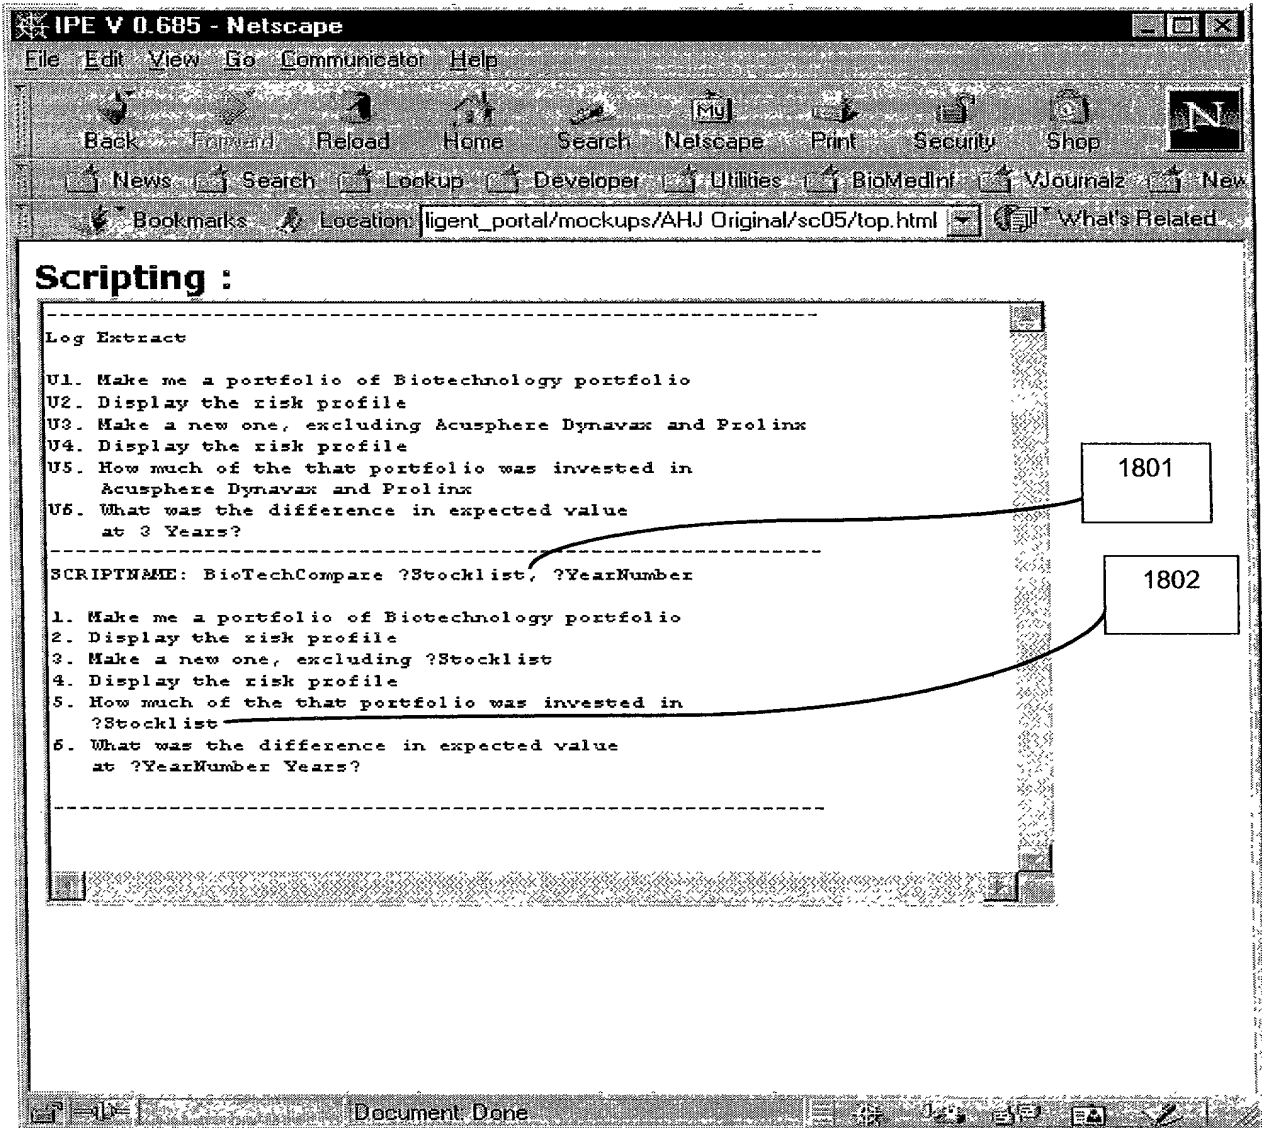 IPE V 0.685 - Netscape
File Edit View Go Communicator Help
Back Forward Reload Home Search Netscape Print Security Shop
My
N
News Search Lookup Developer Utilities BioMedInf VJournalz New
Bookmarks Location: ligent_portal/mockups/AHJ Original/sc05/top.html What's Related
Scripting :
Log Extract
U1. Make me a portfolio of Biotechnology portfolio
U2. Display the risk profile
U3. Make a new one, excluding Acusphere Dynavax and Prolinx
U4. Display the risk profile
U5. How much of the that portfolio was invested in
Acusphere Dynavax and Prolinx
U6. What was the difference in expected value
at 3 Years?
1801
SCRIPTNAME: BioTechCompare ?Stocklist, ?YearNumber
1802
1. Make me a portfolio of Biotechnology portfolio
2. Display the risk profile
3. Make a new one, excluding ?Stocklist
4. Display the risk profile
5. How much of the that portfolio was invested in
?Stocklist
6. What was the difference in expected value
at ?YearNumber Years?
Document: Done